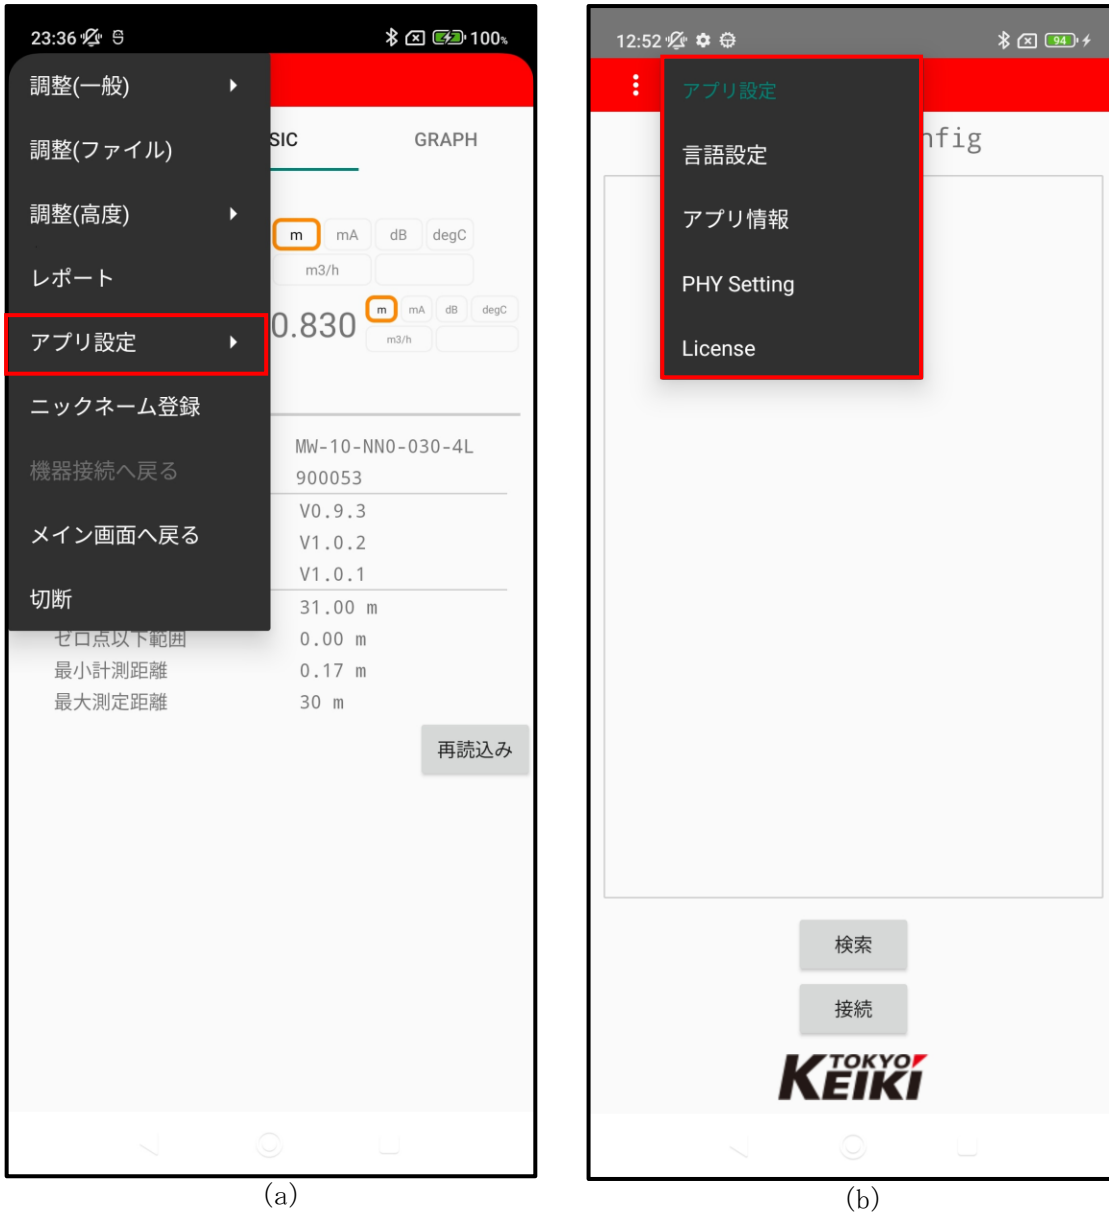 23:36 100%
調整(一般)
調整(ファイル)
調整(高度)
レポート
アプリ設定
ニックネーム登録
機器接続へ戻る
メイン画面へ戻る
切断
SIC GRAPH
m mA dB degC
m3/h
0.830 m mA dB degC
m3/h
MW-10-NN0-030-4L
900053
V0.9.3
V1.0.2
V1.0.1
31.00 m
ゼロ点以下範囲 0.00 m
最小計測距離 0.17 m
最大測定距離 30 m
再読込み
(a)
12:52 94
アプリ設定
言語設定
アプリ情報
PHY Setting
License
nfig
検索
接続
TOKYO
KEIKI
(b)